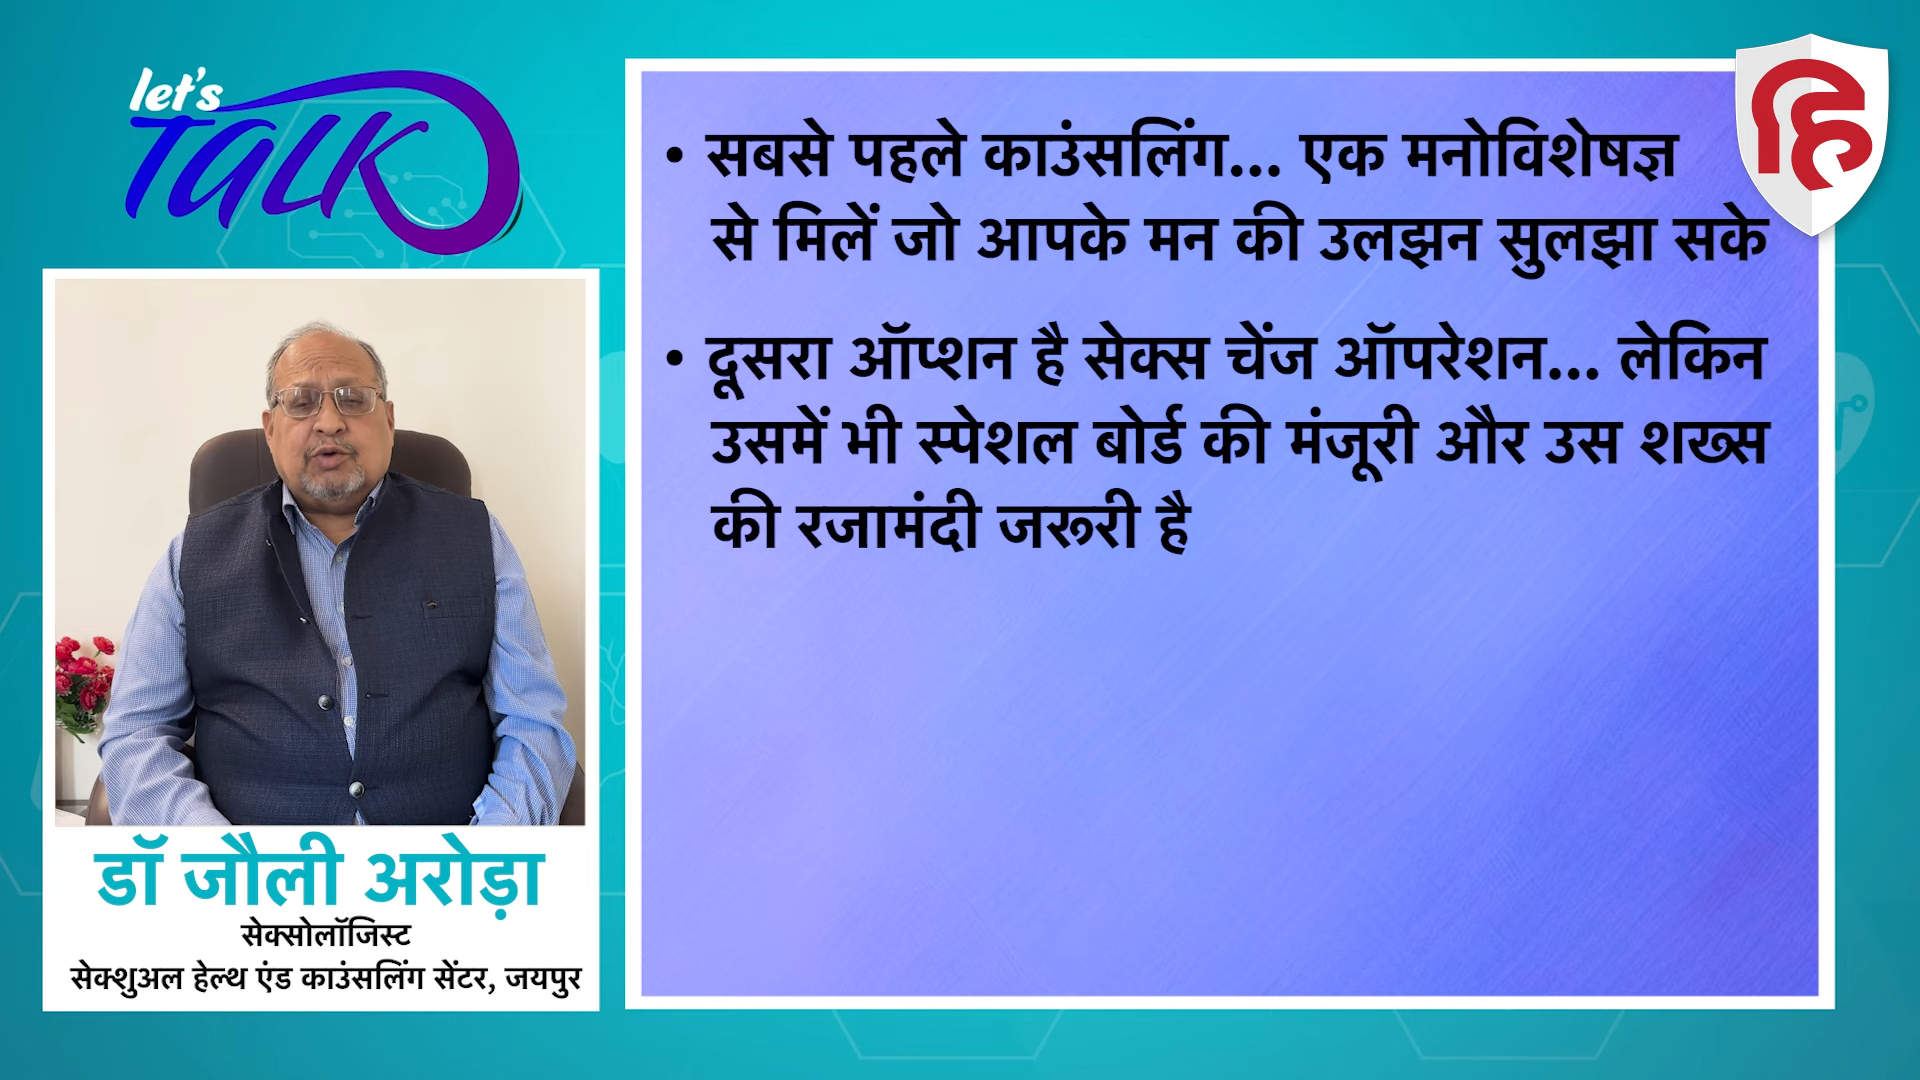 let's
TALK
हि
• सबसे पहले काउंसलिंग... एक मनोविशेषज्ञ
से मिलें जो आपके मन की उलझन सुलझा सके
• दूसरा ऑप्शन है सेक्स चेंज ऑपरेशन... लेकिन
उसमें भी स्पेशल बोर्ड की मंजूरी और उस शख्स
की रजामंदी जरूरी है
डॉ जौली अरोड़ा
सेक्सोलॉजिस्ट
सेक्शुअल हेल्थ एंड काउंसलिंग सेंटर, जयपुर